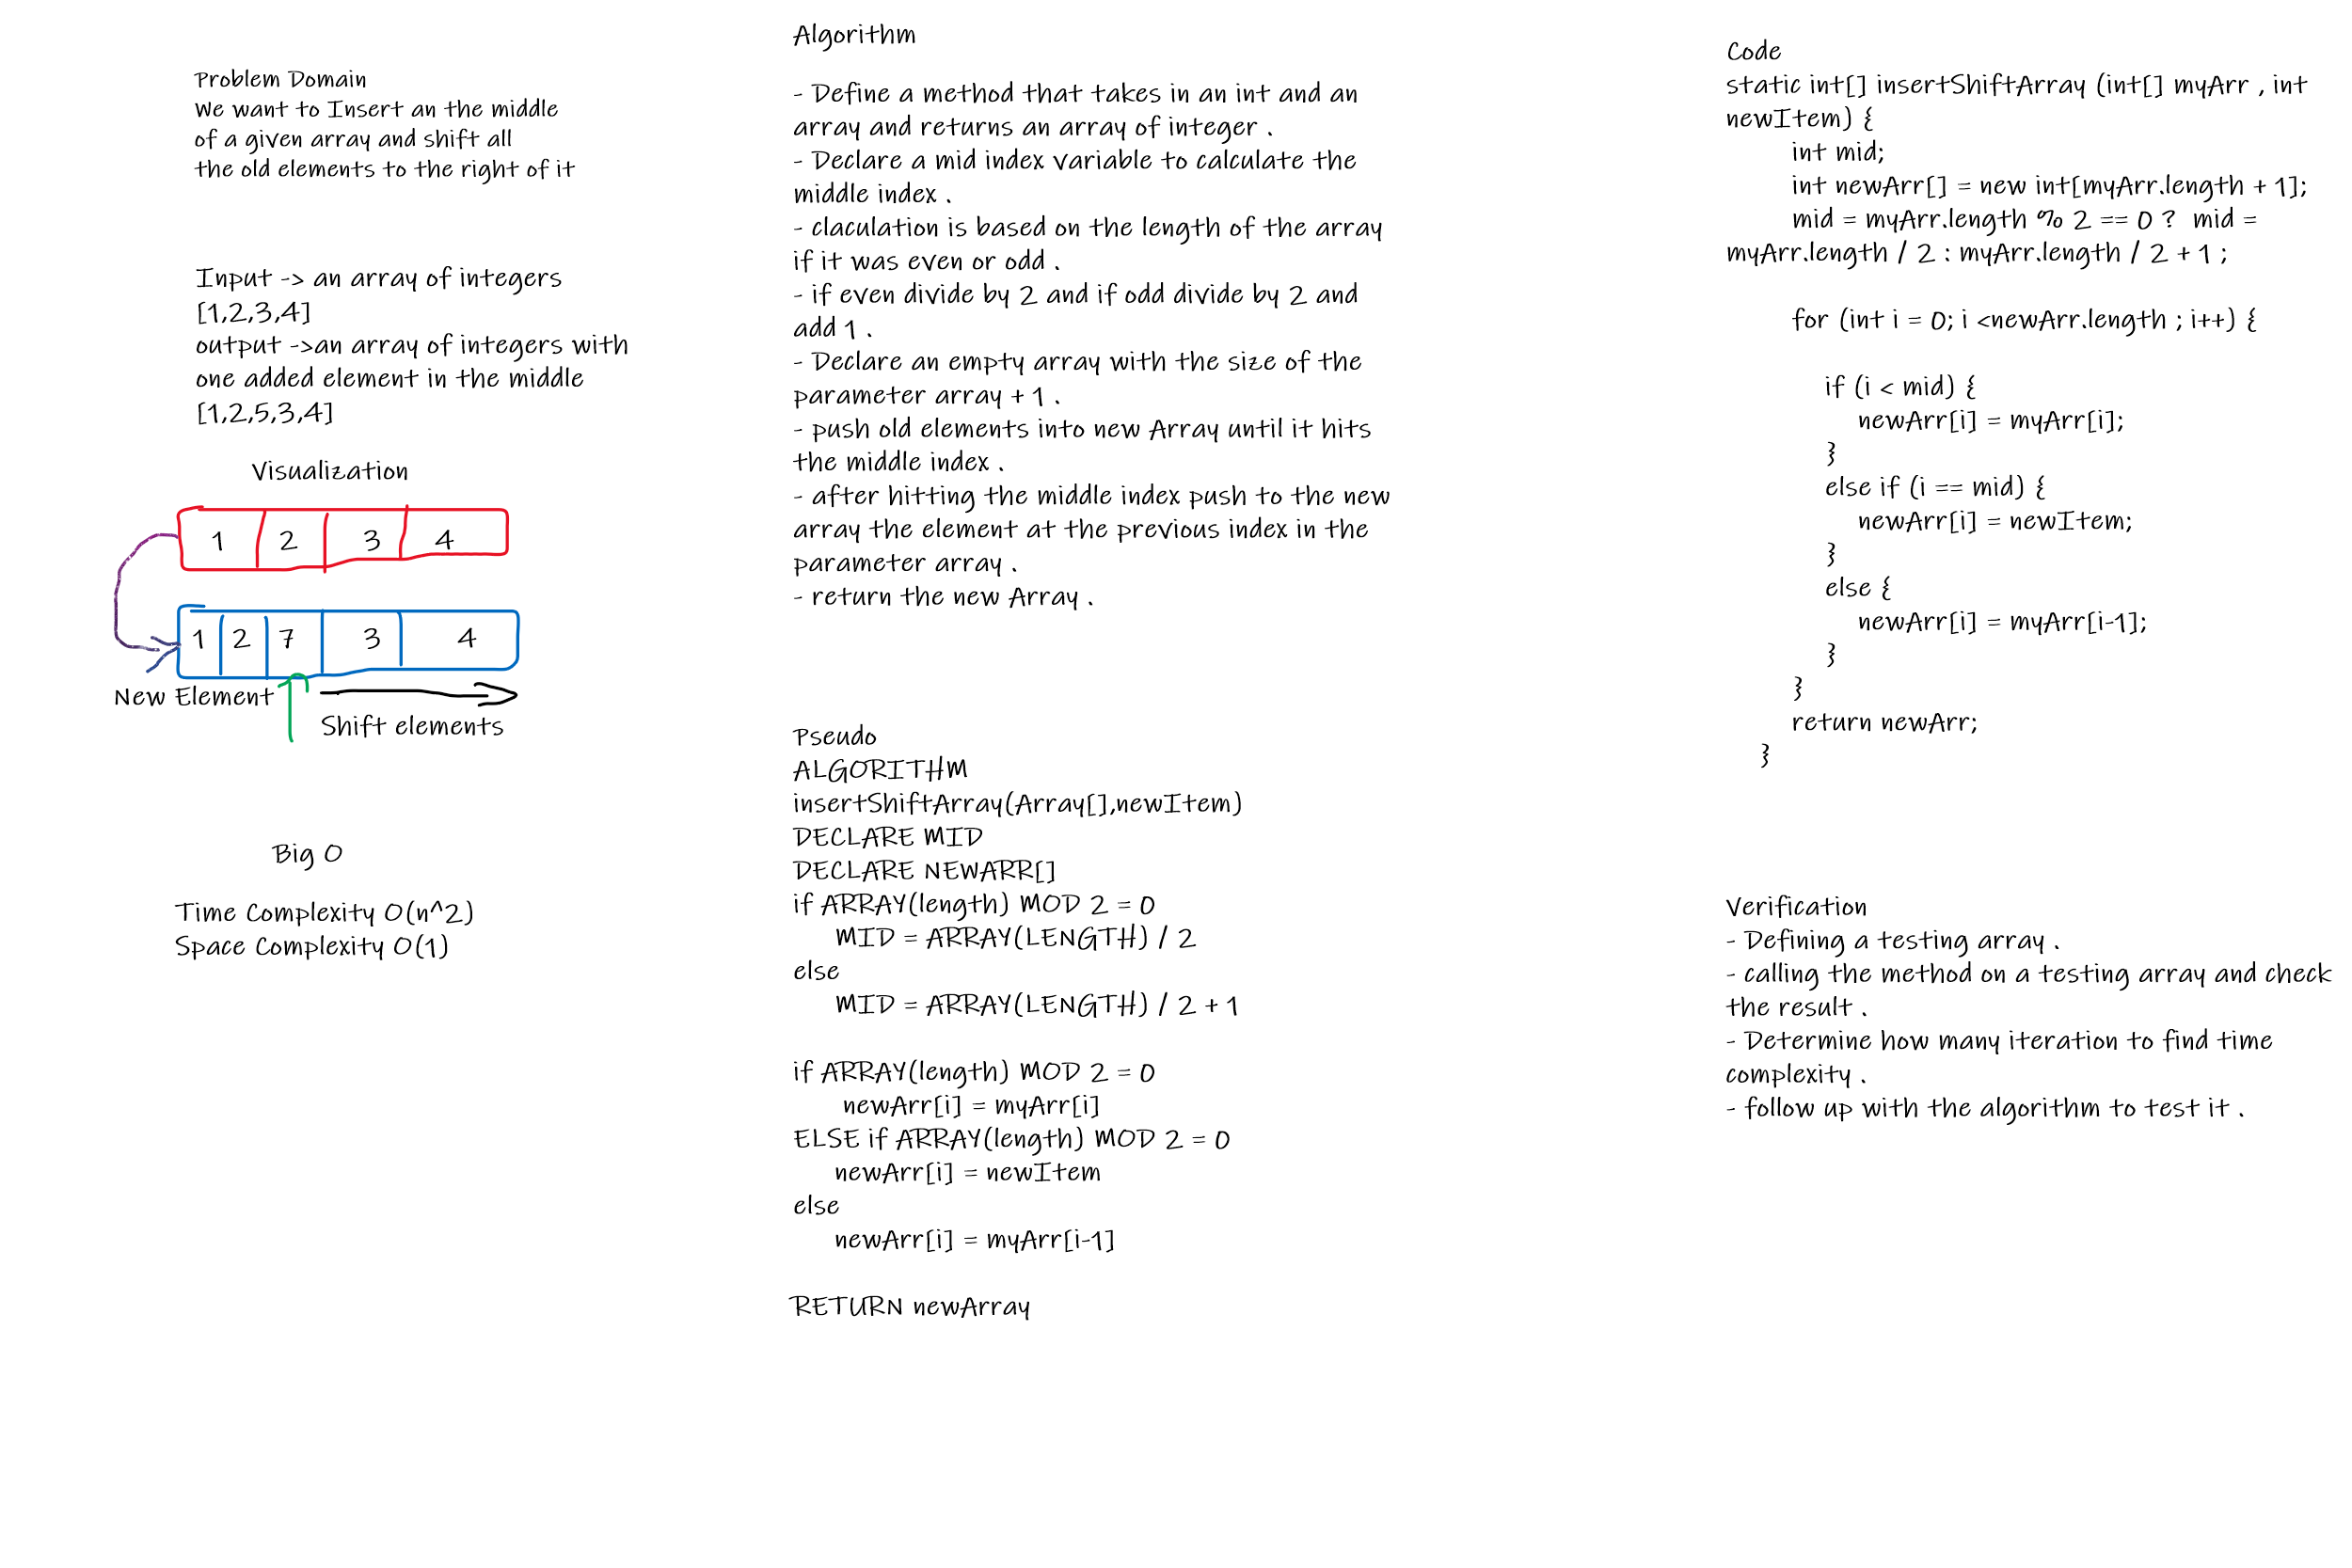 Problem Domain
We want to Insert an the middle
of a given array and shift all
the old elements to the right of it
Input -> an array of integers
[1,2,3,4]
output ->an array of integers with
one added element in the middle
[1,2,5,3,4]
Visualization
1 2 3 4
1 2 7 3 4
New Element
Shift elements
Big O
Time Complexity O(n^2)
Space Complexity O(1)
Algorithm
- Define a method that takes in an int and an
array and returns an array of integer .
- Declare a mid index variable to calculate the
middle index .
- claculation is based on the length of the array
if it was even or odd .
- if even divide by 2 and if odd divide by 2 and
add 1 .
- Declare an empty array with the size of the
parameter array + 1 .
- push old elements into new Array until it hits
the middle index .
- after hitting the middle index push to the new
array the element at the previous index in the
parameter array .
- return the new Array .
Pseudo
ALGORITHM
insertShiftArray(Array[],newItem)
DECLARE MID
DECLARE NEWARR[]
if ARRAY(length) MOD 2 = 0
MID = ARRAY(LENGTH) / 2
else
MID = ARRAY(LENGTH) / 2 + 1
if ARRAY(length) MOD 2 = 0
newArr[i] = myArr[i]
ELSE if ARRAY(length) MOD 2 = 0
newArr[i] = newItem
else
newArr[i] = myArr[i-1]
RETURN newArray
Code
static int[] insertShiftArray (int[] myArr , int
newItem) {
int mid;
int newArr[] = new int[myArr.length + 1];
mid = myArr.length % 2 == 0 ? mid =
myArr.length / 2 : myArr.length / 2 + 1 ;
for (int i = 0; i <newArr.length ; i++) {
if (i < mid) {
newArr[i] = myArr[i];
}
else if (i == mid) {
newArr[i] = newItem;
}
else {
newArr[i] = myArr[i-1];
}
}
return newArr;
}
Verification
- Defining a testing array .
- calling the method on a testing array and check
the result .
- Determine how many iteration to find time
complexity .
- follow up with the algorithm to test it .